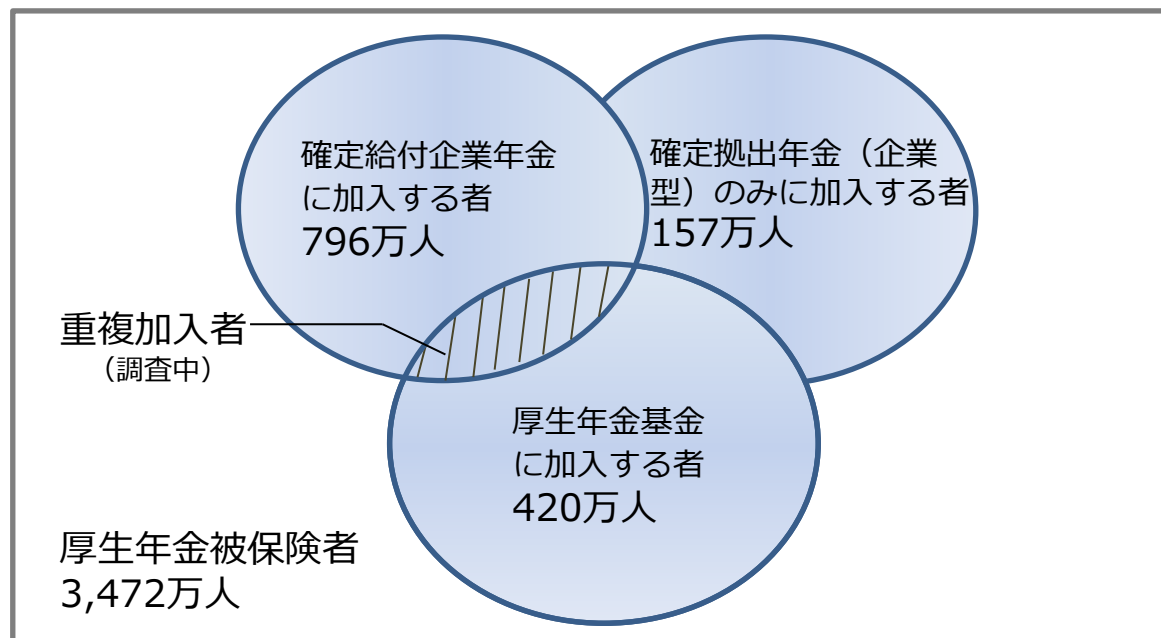 確定給付企業年金
に加入する者
796万人
確定拠出年金（企業
型）のみに加入する者
157万人
重複加入者
（調査中）
厚生年金基金
に加入する者
420万人
厚生年金被保険者
3,472万人